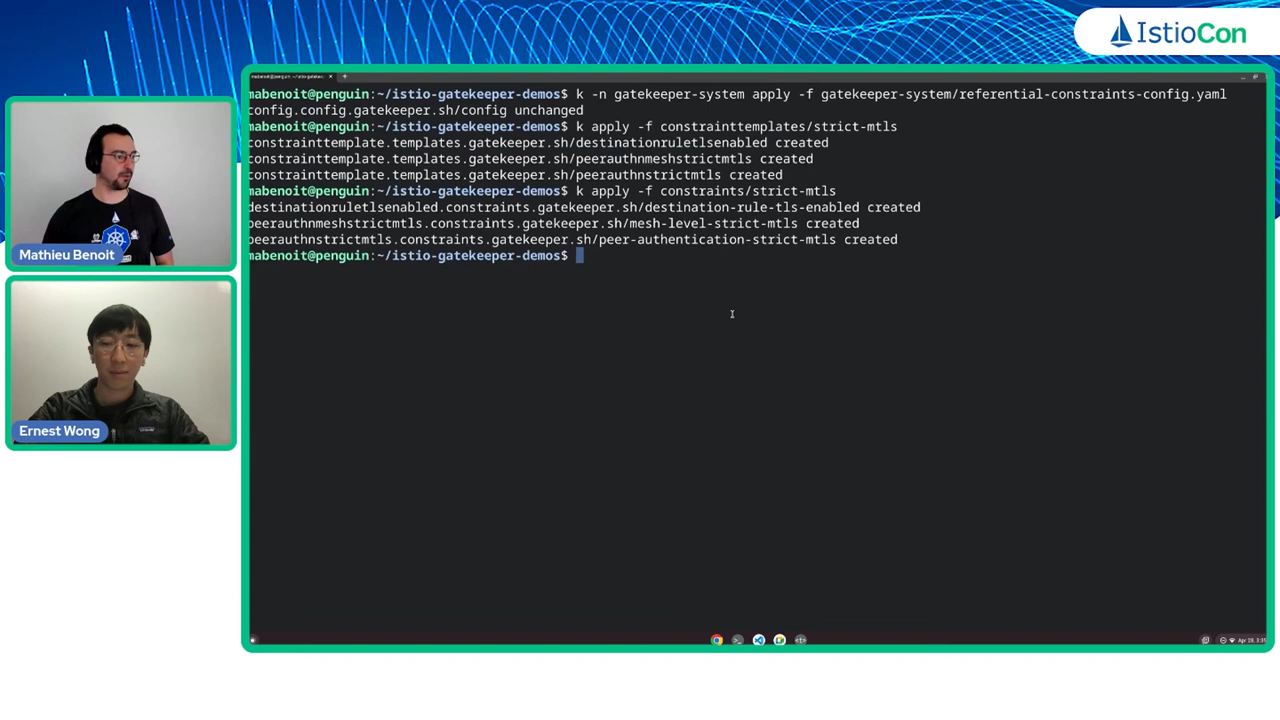 IstioCon
mabenoit@penguin:~/istio-gatekeeper-demos$ k -n gatekeeper-system apply -f gatekeeper-system/referential-constraints-config.yaml
config.config.gatekeeper.sh/config unchanged
mabenoit@penguin:~/istio-gatekeeper-demos$ k apply -f constrainttemplates/strict-mtls
constrainttemplate.templates.gatekeeper.sh/destinationruletlsenabled created
constrainttemplate.templates.gatekeeper.sh/peerauthnmeshstrictmtls created
constrainttemplate.templates.gatekeeper.sh/peerauthnstrictmtls created
mabenoit@penguin:~/istio-gatekeeper-demos$ k apply -f constraints/strict-mtls
destinationruletlsenabled.constraints.gatekeeper.sh/destination-rule-tls-enabled created
peerauthnmeshstrictmtls.constraints.gatekeeper.sh/mesh-level-strict-mtls created
peerauthnstrictmtls.constraints.gatekeeper.sh/peer-authentication-strict-mtls created
mabenoit@penguin:~/istio-gatekeeper-demos$
Mathieu Benoit
Ernest Wong